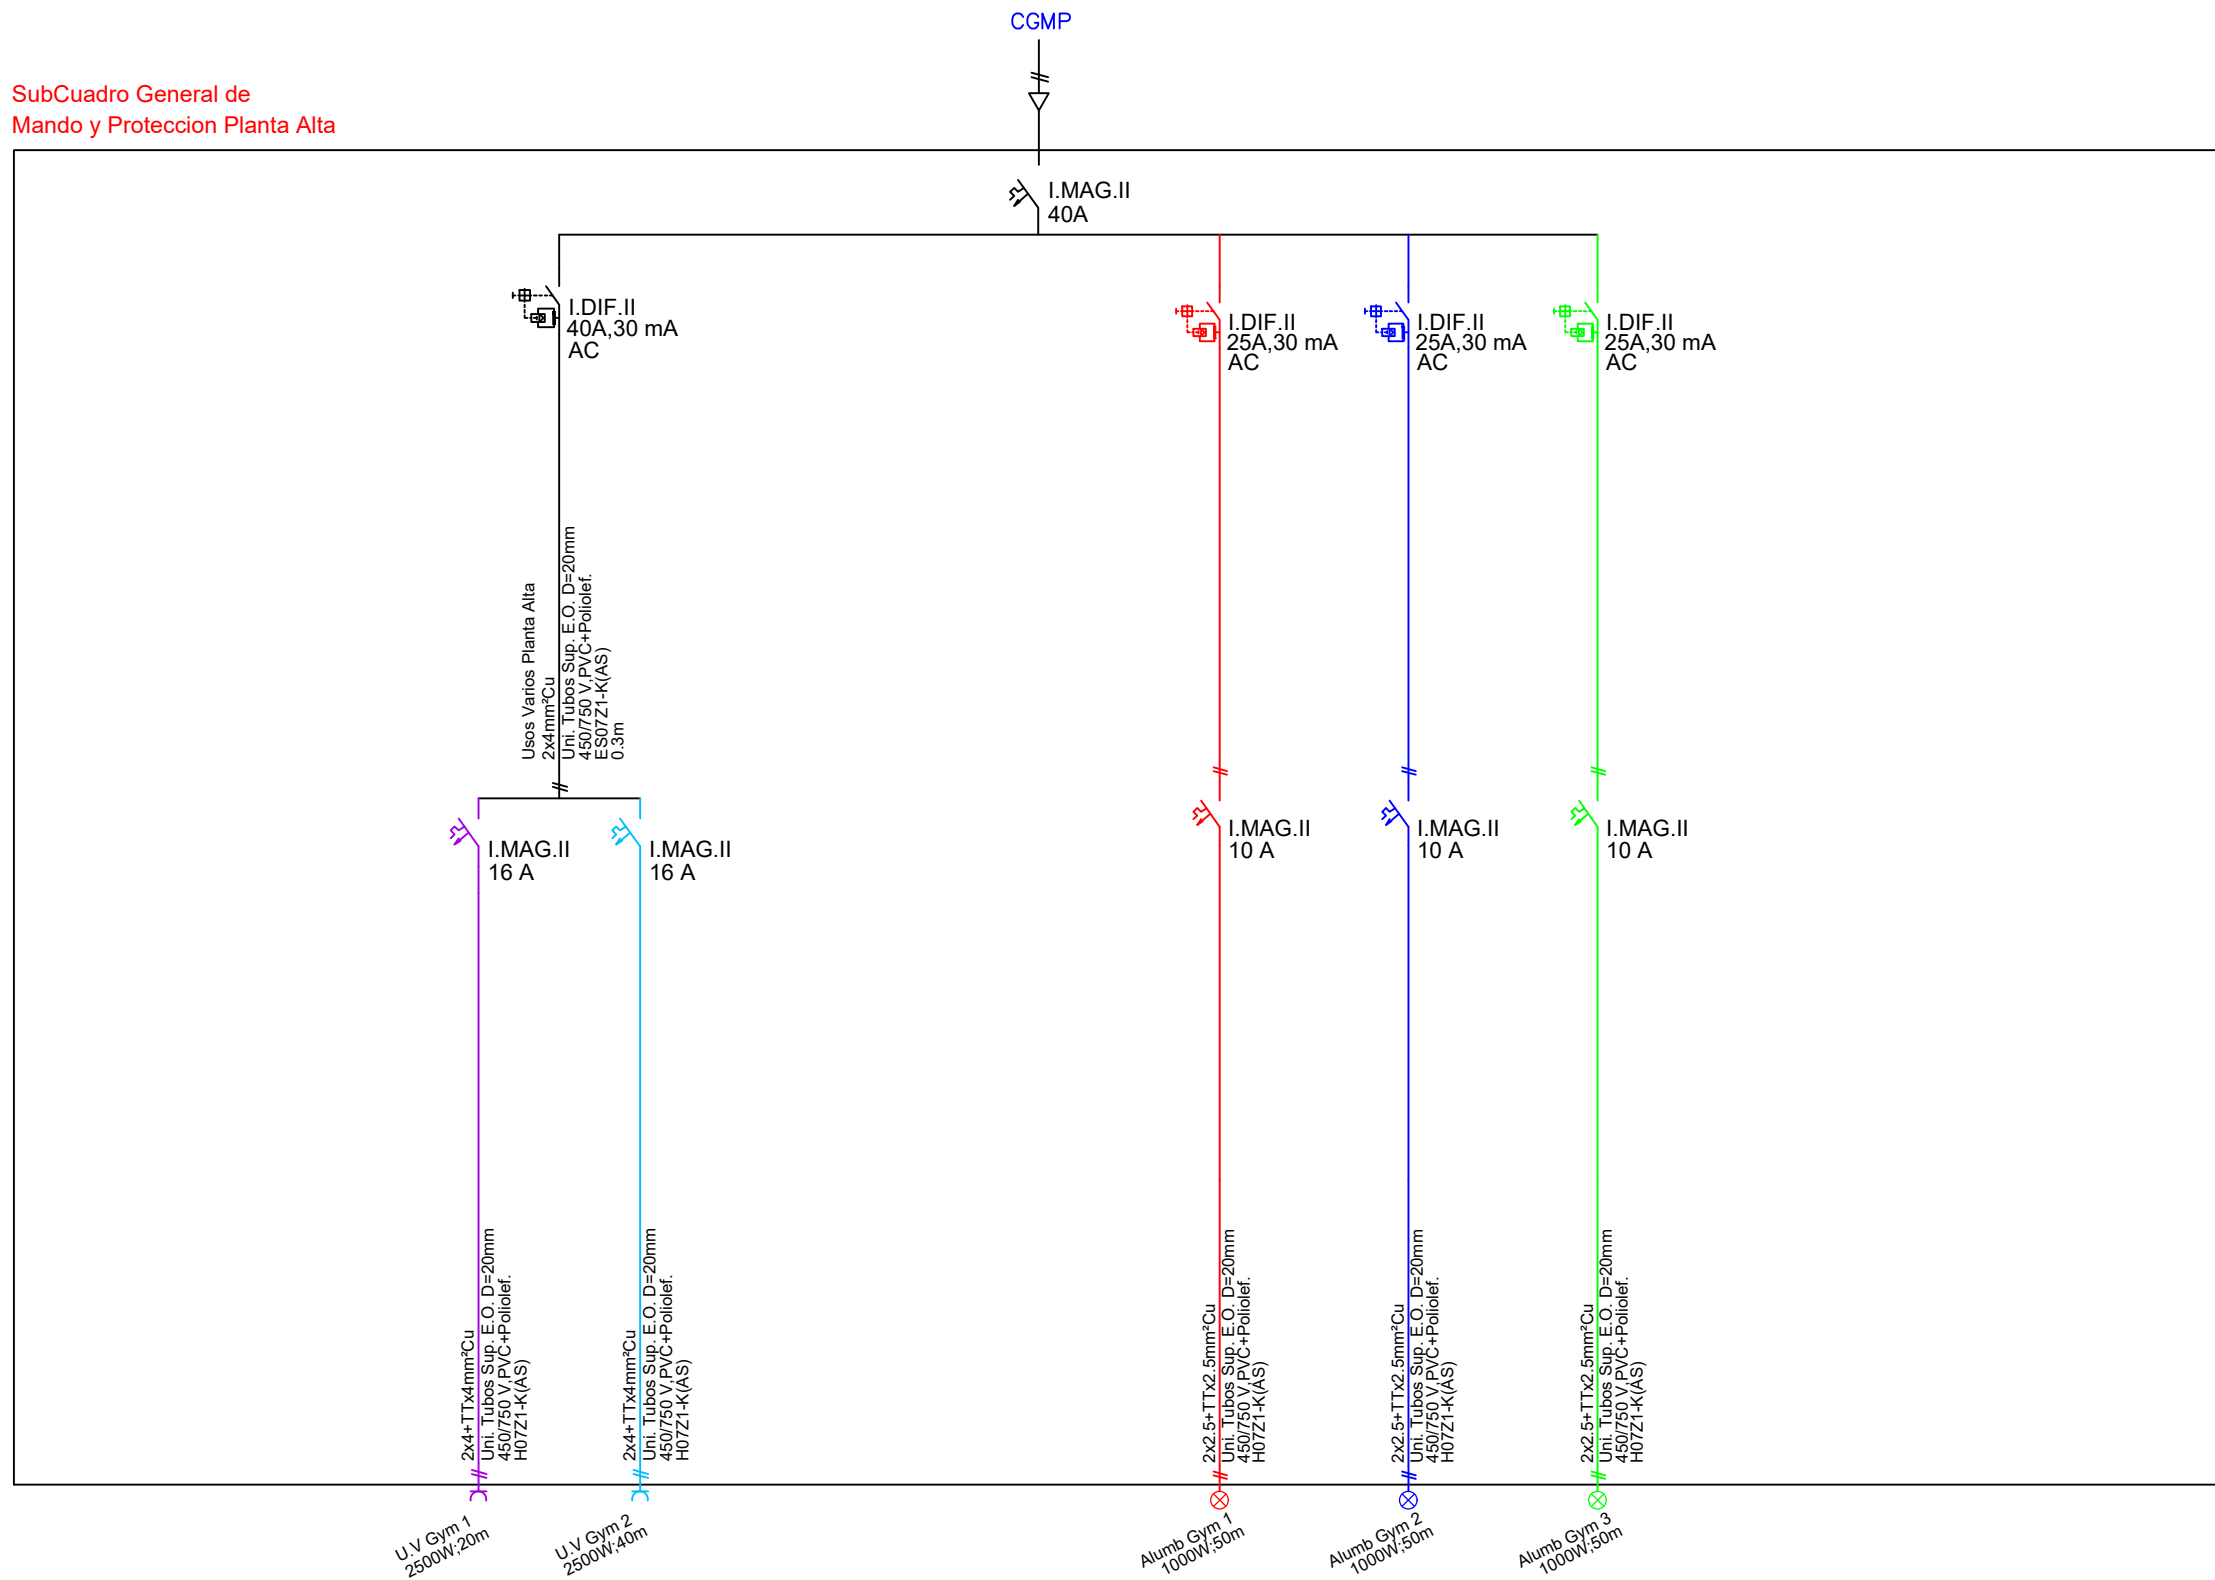 CGMP
SubCuadro General de
Mando y Proteccion Planta Alta
I.MAG.II
40A
I.DIF.II
40A,30 mA
AC
I.DIF.II
25A,30 mA
AC
I.DIF.II
25A,30 mA
AC
I.DIF.II
25A,30 mA
AC
Usos Varios Planta Alta
2x4mm²Cu
Uni. Tubos Sup. E.O. D=20mm
450/750 V,PVC+Poliolef.
ES07Z1-K(AS)
0.3m
I.MAG.II
16 A
I.MAG.II
16 A
I.MAG.II
10 A
I.MAG.II
10 A
I.MAG.II
10 A
2x4+TTx4mm²Cu
Uni. Tubos Sup. E.O. D=20mm
450/750 V,PVC+Poliolef.
H07Z1-K(AS)
2x4+TTx4mm²Cu
Uni. Tubos Sup. E.O. D=20mm
450/750 V,PVC+Poliolef.
H07Z1-K(AS)
2x2.5+TTx2.5mm²Cu
Uni. Tubos Sup. E.O. D=20mm
450/750 V,PVC+Poliolef.
H07Z1-K(AS)
2x2.5+TTx2.5mm²Cu
Uni. Tubos Sup. E.O. D=20mm
450/750 V,PVC+Poliolef.
H07Z1-K(AS)
2x2.5+TTx2.5mm²Cu
Uni. Tubos Sup. E.O. D=20mm
450/750 V,PVC+Poliolef.
H07Z1-K(AS)
U.V Gym 1
2500W;20m
U.V Gym 2
2500W;40m
Alumb Gym 1
1000W;50m
Alumb Gym 2
1000W;50m
Alumb Gym 3
1000W;50m